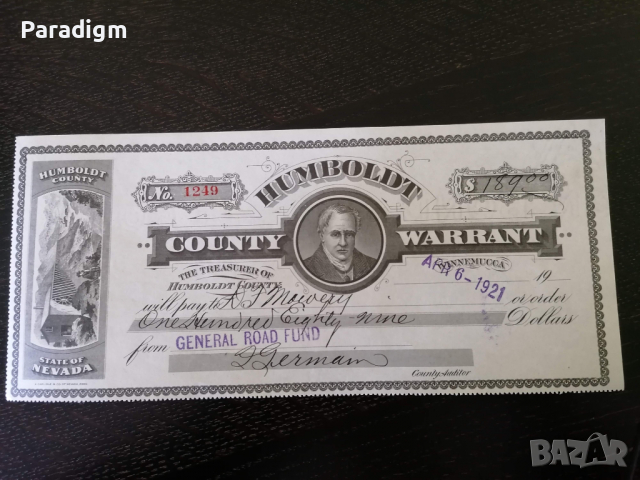 Paradigm
HUMBOLDT COUNTY
No. 1249
HUMBOLDT
$ 189.00
COUNTY WARRANT
THE TREASURER OF
HUMBOLDT COUNTY
WINNEMUCCA
APR 6 - 1921
19
will pay to
or order
One Hundred Eighty Nine
Dollars
from GENERAL ROAD FUND
County Auditor
STATE OF
NEVADA
BAZAR